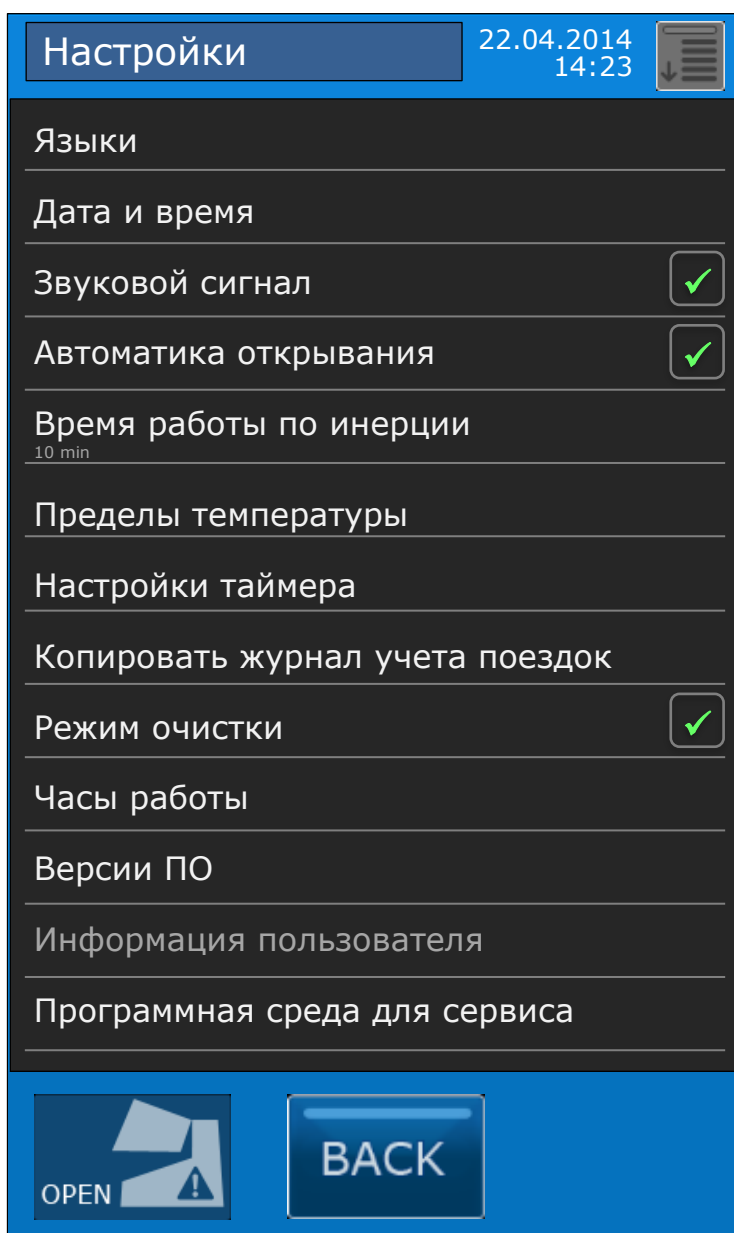 Настройки
22.04.2014
14:23
Языки
Дата и время
Звуковой сигнал
Автоматика открывания
Время работы по инерции
10 min
Пределы температуры
Настройки таймера
Копировать журнал учета поездок
Режим очистки
Часы работы
Версии ПО
Информация пользователя
Программная среда для сервиса
OPEN
BACK